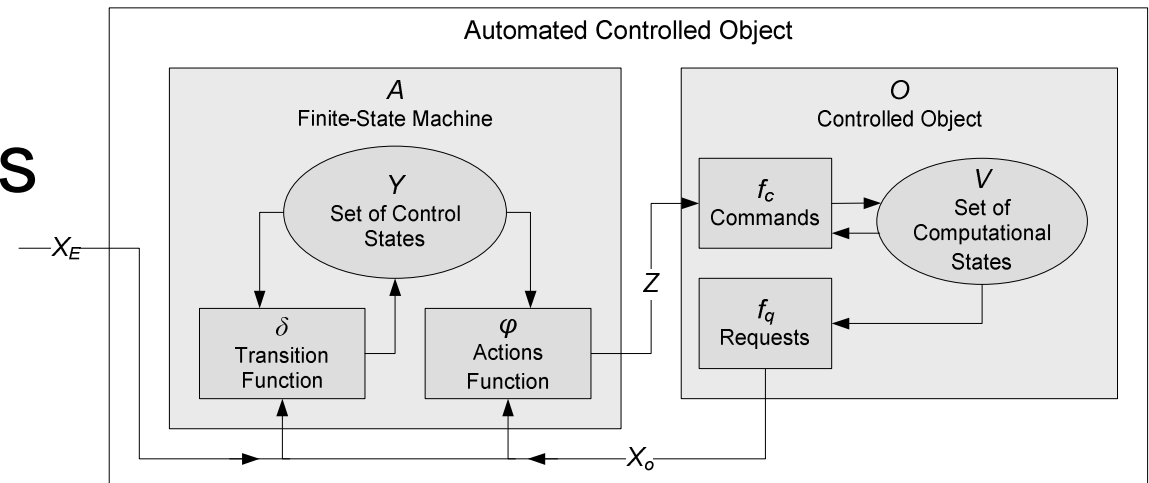 Automated Controlled Object
A
Finite-State Machine
O
Controlled Object
s
Y
Set of Control
States
f_c
Commands
V
Set of
Computational
States
X_E
Z
δ
Transition
Function
φ
Actions
Function
f_q
Requests
X_o